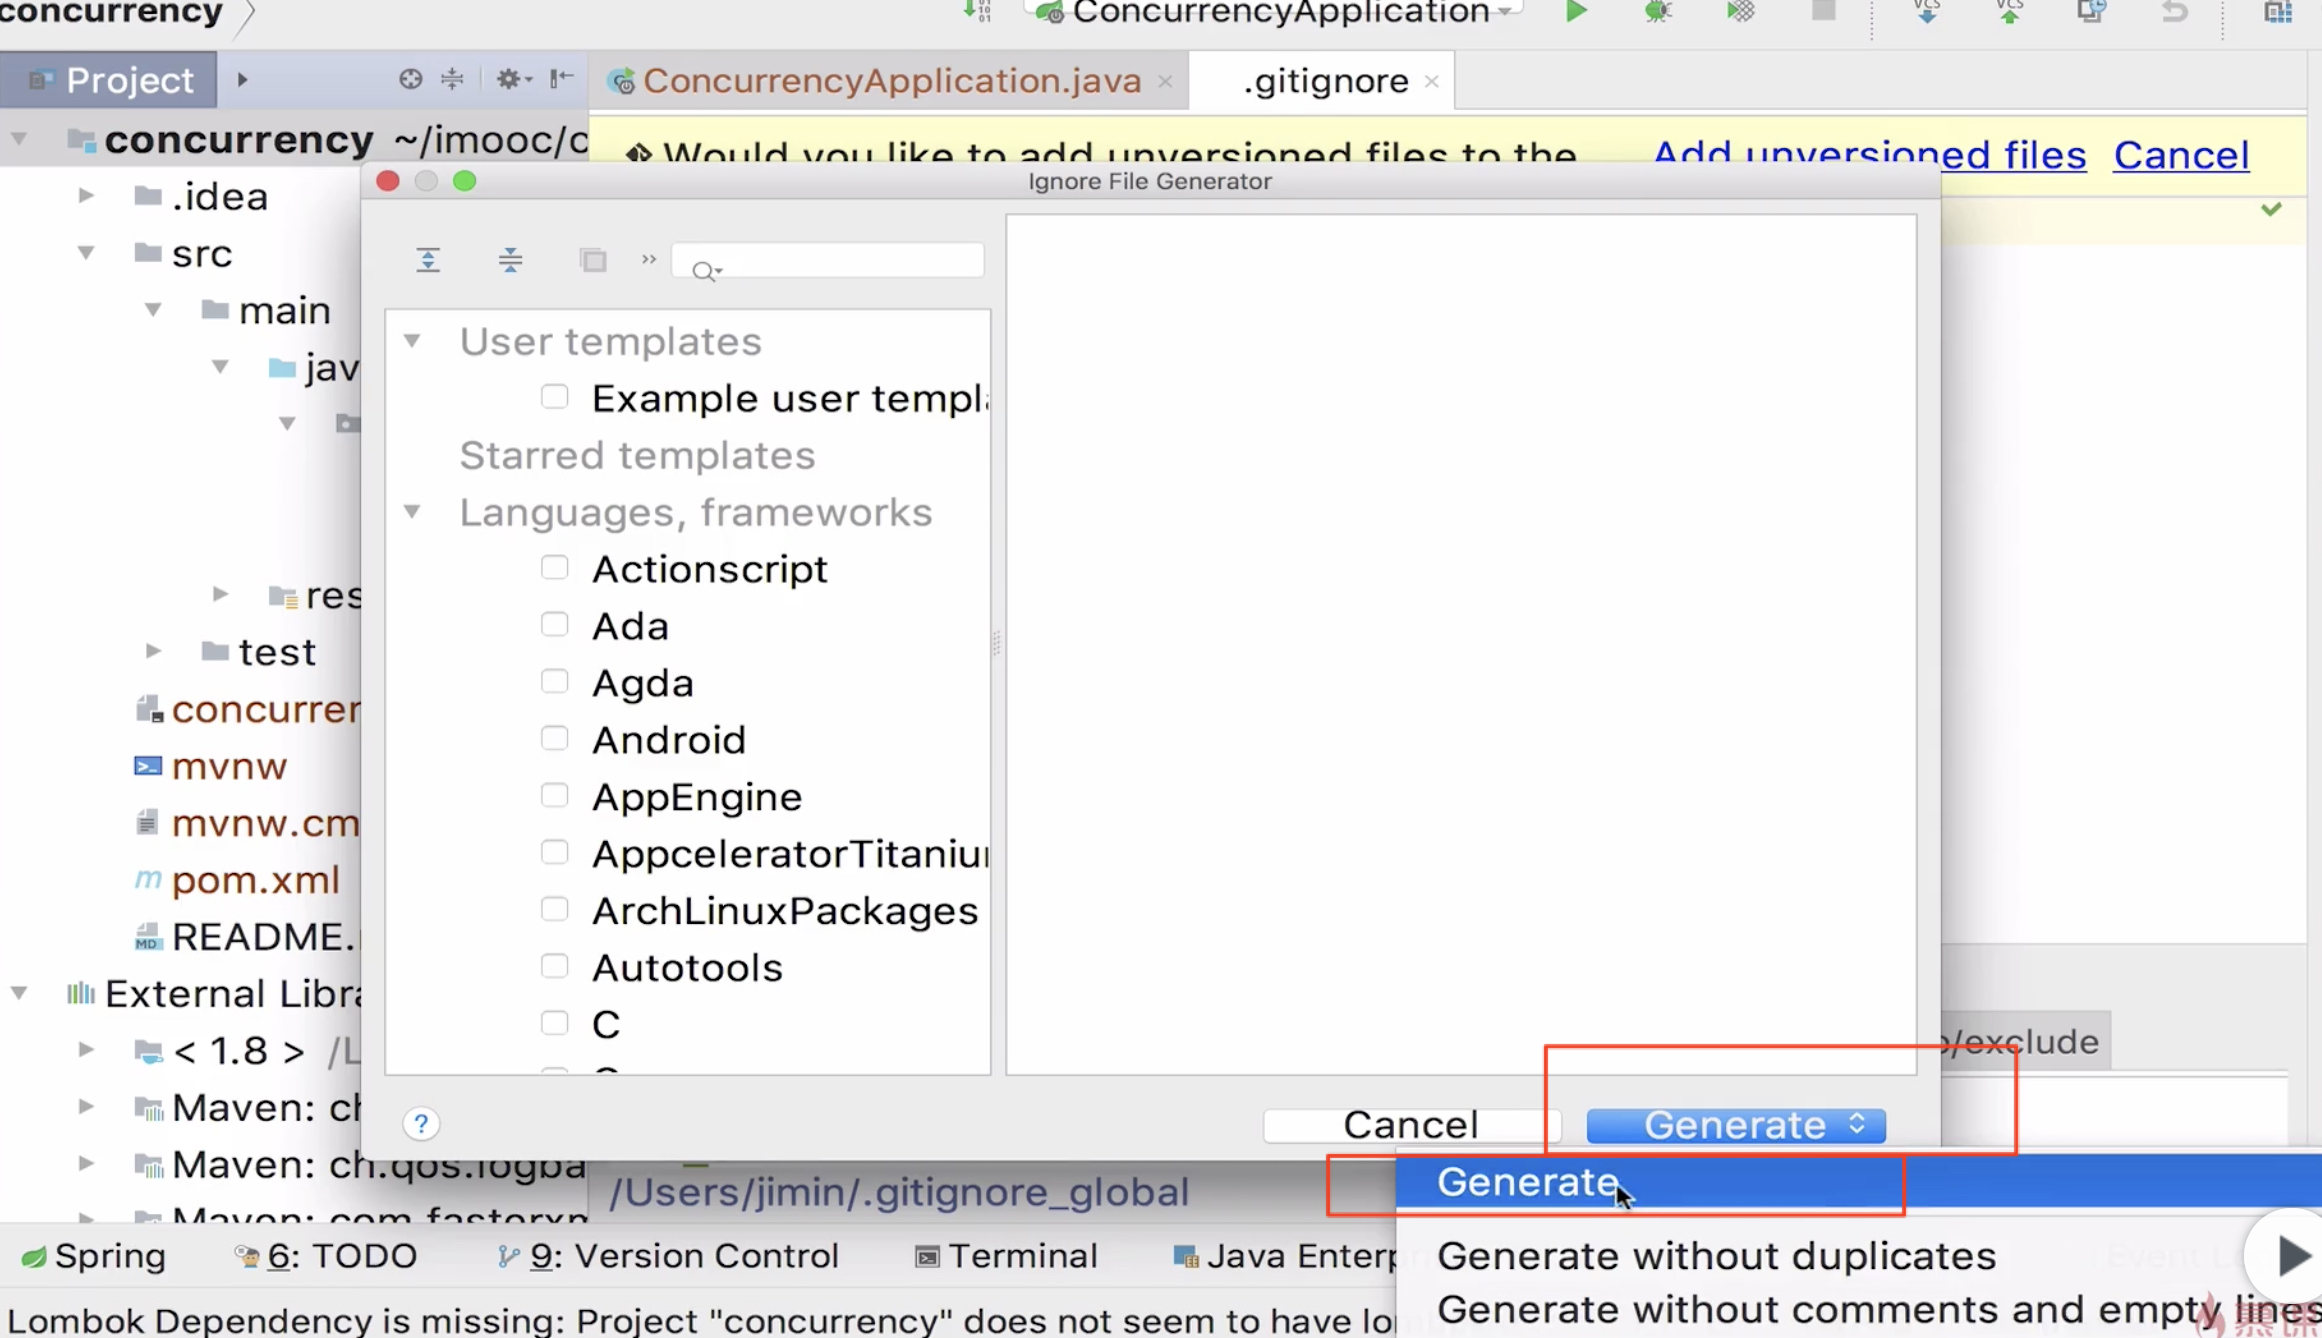 concurrency
ConcurrencyApplication
Project
ConcurrencyApplication.java
.gitignore
concurrency ~/imooc/c
Would you like to add unversioned files to the
Add unversioned files Cancel
Ignore File Generator
.idea
src
main
jav
res
test
concurren
mvnw
mvnw.cm
pom.xml
README.
External Libra
< 1.8 > /L
Maven: ch
Maven: ch.qos.logba
Maven: com.fasterxm
User templates
Example user templa
Starred templates
Languages, frameworks
Actionscript
Ada
Agda
Android
AppEngine
AppceleratorTitaniu
ArchLinuxPackages
Autotools
C
/exclude
?
Cancel
Generate
/Users/jimin/.gitignore_global
Generate
Generate without duplicates
Generate without comments and empty lines
Spring
6: TODO
9: Version Control
Terminal
Java Enterp
Lombok Dependency is missing: Project "concurrency" does not seem to have lo
慕课